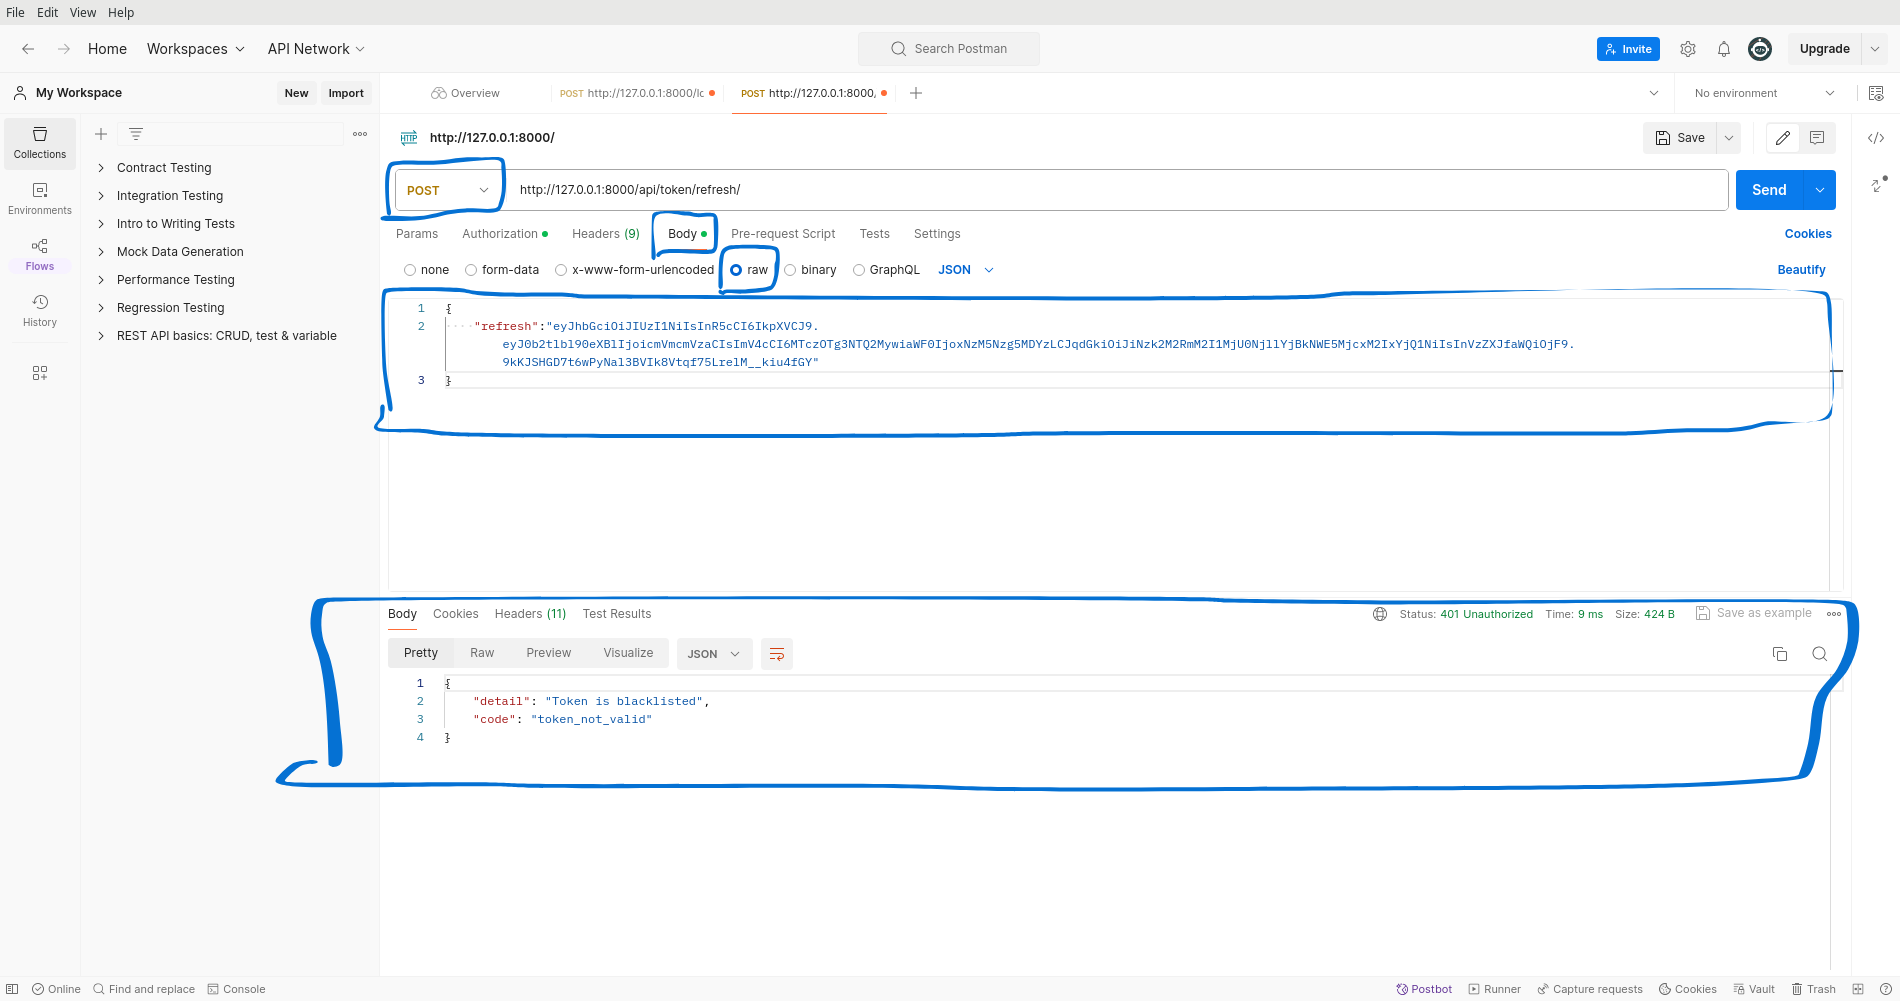 File Edit View Help
Home Workspaces API Network Search Postman Invite Upgrade
My Workspace New Import Overview POST http://127.0.0.1:8000/lc POST http://127.0.0.1:8000, No environment
Collections
Environments
Flows
History
Contract Testing
Integration Testing
Intro to Writing Tests
Mock Data Generation
Performance Testing
Regression Testing
REST API basics: CRUD, test & variable
HTTP http://127.0.0.1:8000/ Save
POST http://127.0.0.1:8000/api/token/refresh/ Send
Params Authorization Headers (9) Body Pre-request Script Tests Settings Cookies
none form-data x-www-form-urlencoded raw binary GraphQL JSON Beautify
1 {
2 "refresh":"eyJhbGciOiJIUzI1NiIsInR5cCI6IkpXVCJ9.
eyJ0b2tlbl90eXBlIjoicmVmcmVzaCIsImV4cCI6MTczOTg3NTQ2MywiaWF0IjoxNzM5Nzg5MDYzLCJqdGkiOiJiNzk2M2RmM2I1MjU0NjllYjBkNWE5MjcxM2IxYjQ1NiIsInVzZXJfaWQiOjF9.
9kKJSHGD7t6wPyNal3BVIk8Vtqf75LrelM__kiu4fGY"
3 }
Body Cookies Headers (11) Test Results Status: 401 Unauthorized Time: 9 ms Size: 424 B Save as example
Pretty Raw Preview Visualize JSON
1 {
2 "detail": "Token is blacklisted",
3 "code": "token_not_valid"
4 }
Online Find and replace Console Postbot Runner Capture requests Cookies Vault Trash